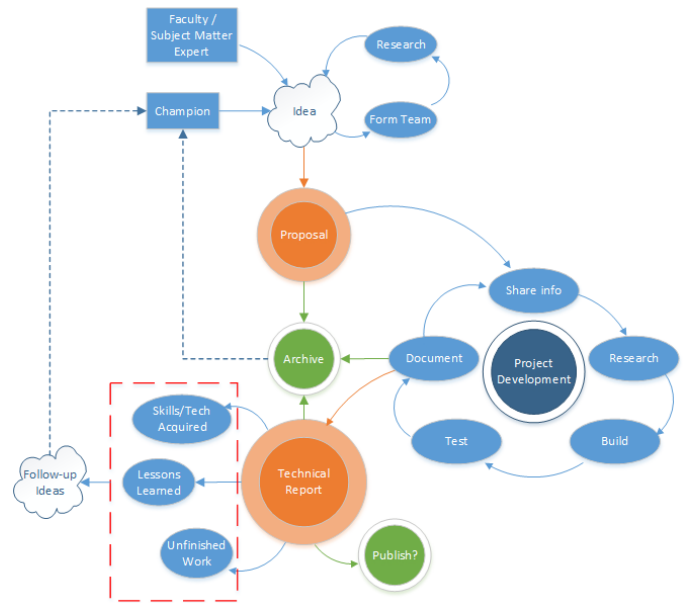 Faculty /
Subject Matter
Expert
Research
Champion
Idea
Form Team
Proposal
Share info
Archive
Document
Project
Development
Research
Skills/Tech
Acquired
Test
Build
Follow-up
Ideas
Lessons
Learned
Technical
Report
Unfinished
Work
Publish?